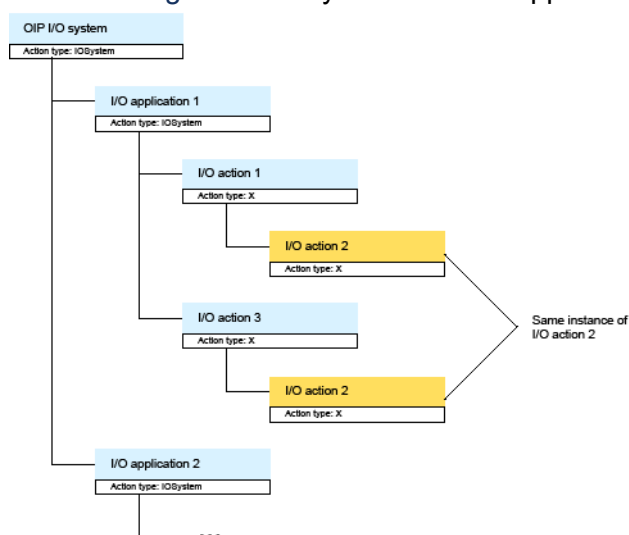 OIP I/O system
Action type: IOSystem
I/O application 1
Action type: IOSystem
I/O action 1
Action type: X
I/O action 2
Action type: X
I/O action 3
Action type: X
Same instance of
I/O action 2
I/O action 2
Action type: X
I/O application 2
Action type: IOSystem